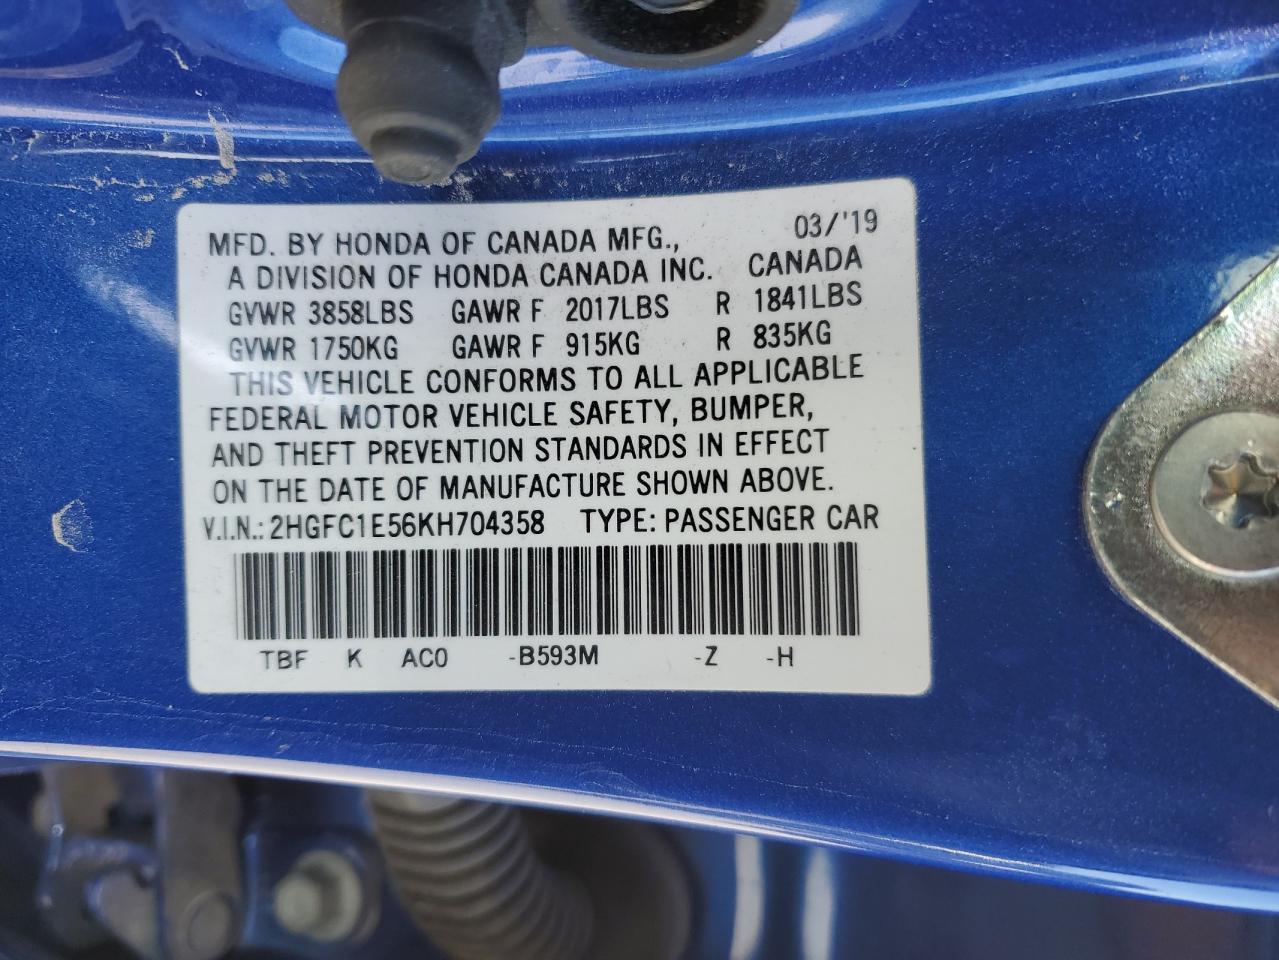 03/'19
MFD. BY HONDA OF CANADA MFG.,
A DIVISION OF HONDA CANADA INC. CANADA
GVWR 3858LBS GAWR F 2017LBS R 1841LBS
GVWR 1750KG GAWR F 915KG R 835KG
THIS VEHICLE CONFORMS TO ALL APPLICABLE
FEDERAL MOTOR VEHICLE SAFETY, BUMPER,
AND THEFT PREVENTION STANDARDS IN EFFECT
ON THE DATE OF MANUFACTURE SHOWN ABOVE.
V.I.N.: 2HGFC1E56KH704358 TYPE: PASSENGER CAR
TBF K AC0 -B593M -Z -H